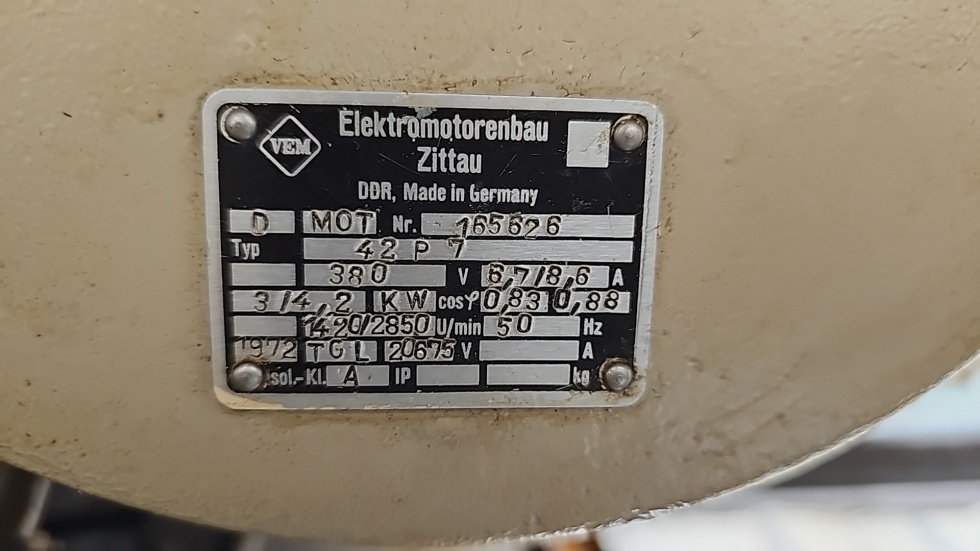 VEM
Elektromotorenbau
Zittau
DDR, Made in Germany
D MOT Nr. 165626
Typ 42 P 7
380 V 6,7/8,6 A
3/4,2 KW cosφ 0,83 0,88
1420/2850 U/min 50 Hz
1972 TGL 20675 V A
Isol.-Kl. A IP kg